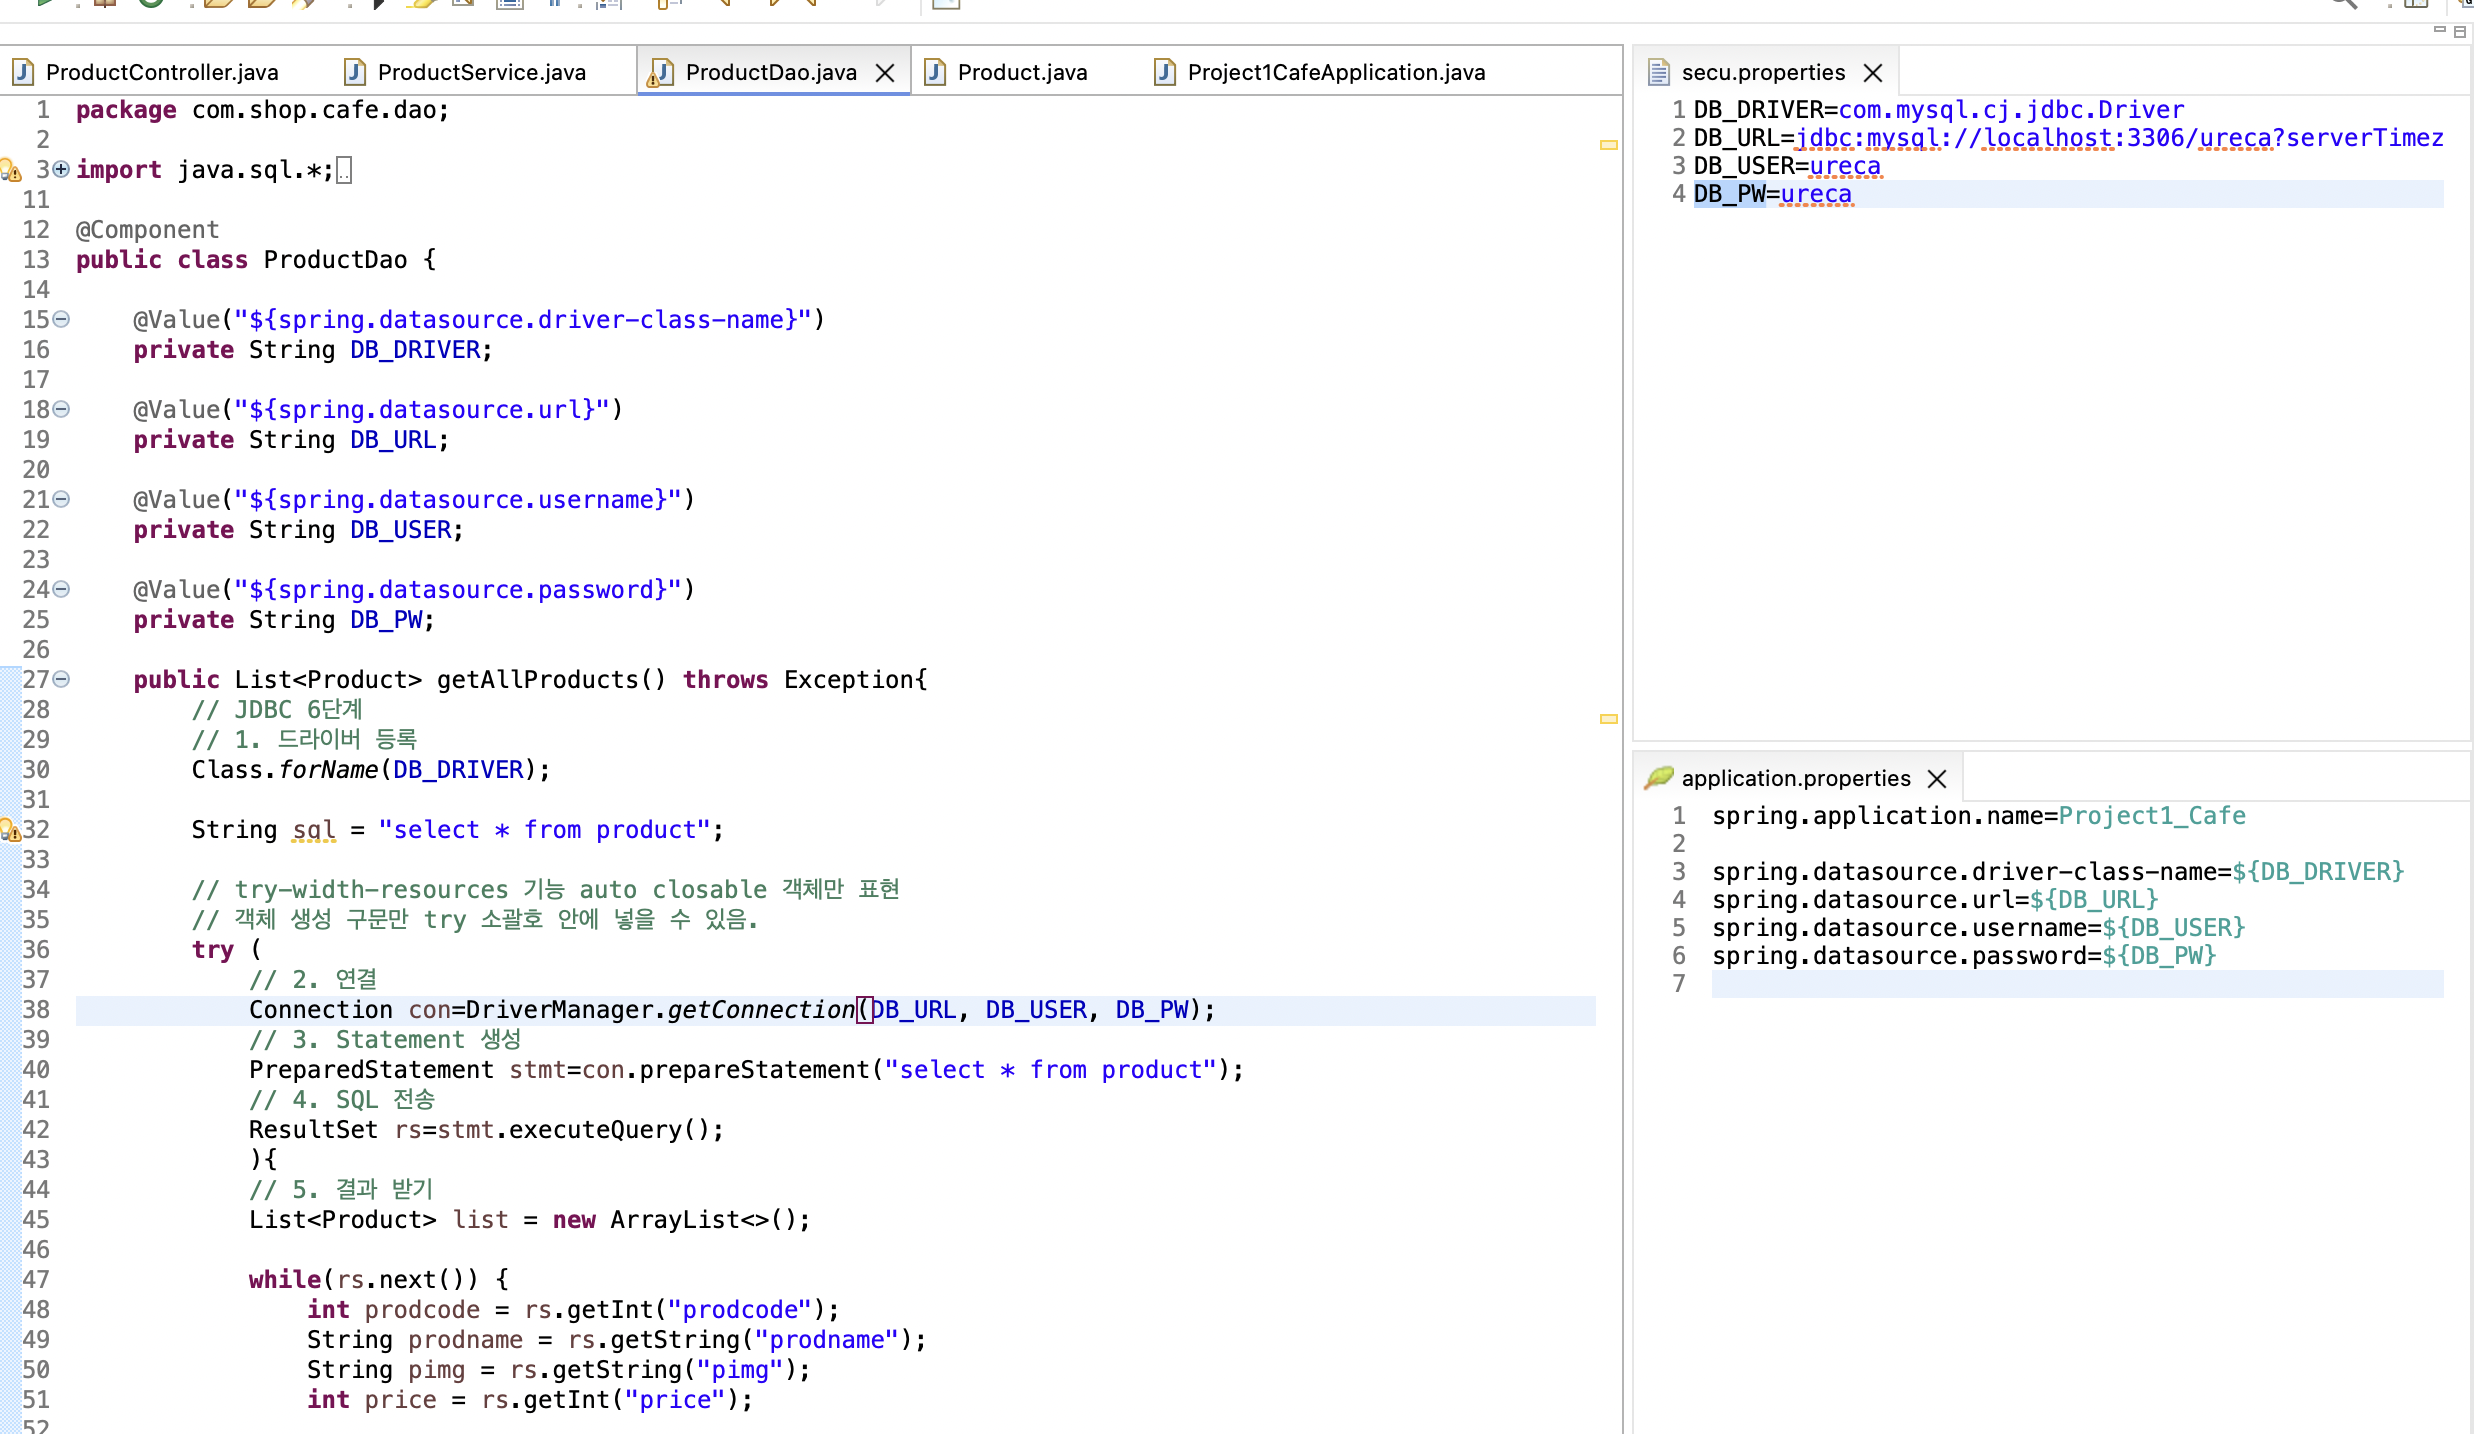 ProductController.java
ProductService.java
ProductDao.java
Product.java
Project1CafeApplication.java
1 package com.shop.cafe.dao;
2
3 import java.sql.*;
11
12 @Component
13 public class ProductDao {
14
15 @Value("${spring.datasource.driver-class-name}")
16 private String DB_DRIVER;
17
18 @Value("${spring.datasource.url}")
19 private String DB_URL;
20
21 @Value("${spring.datasource.username}")
22 private String DB_USER;
23
24 @Value("${spring.datasource.password}")
25 private String DB_PW;
26
27 public List<Product> getAllProducts() throws Exception{
28 // JDBC 6단계
29 // 1. 드라이버 등록
30 Class.forName(DB_DRIVER);
31
32 String sql = "select * from product";
33
34 // try-width-resources 기능 auto closable 객체만 표현
35 // 객체 생성 구문만 try 소괄호 안에 넣을 수 있음.
36 try (
37 // 2. 연결
38 Connection con=DriverManager.getConnection(DB_URL, DB_USER, DB_PW);
39 // 3. Statement 생성
40 PreparedStatement stmt=con.prepareStatement("select * from product");
41 // 4. SQL 전송
42 ResultSet rs=stmt.executeQuery();
43 ){
44 // 5. 결과 받기
45 List<Product> list = new ArrayList<>();
46
47 while(rs.next()) {
48 int prodcode = rs.getInt("prodcode");
49 String prodname = rs.getString("prodname");
50 String pimg = rs.getString("pimg");
51 int price = rs.getInt("price");
52
secu.properties
1 DB_DRIVER=com.mysql.cj.jdbc.Driver
2 DB_URL=jdbc:mysql://localhost:3306/ureca?serverTimez
3 DB_USER=ureca
4 DB_PW=ureca
application.properties
1 spring.application.name=Project1_Cafe
2
3 spring.datasource.driver-class-name=${DB_DRIVER}
4 spring.datasource.url=${DB_URL}
5 spring.datasource.username=${DB_USER}
6 spring.datasource.password=${DB_PW}
7